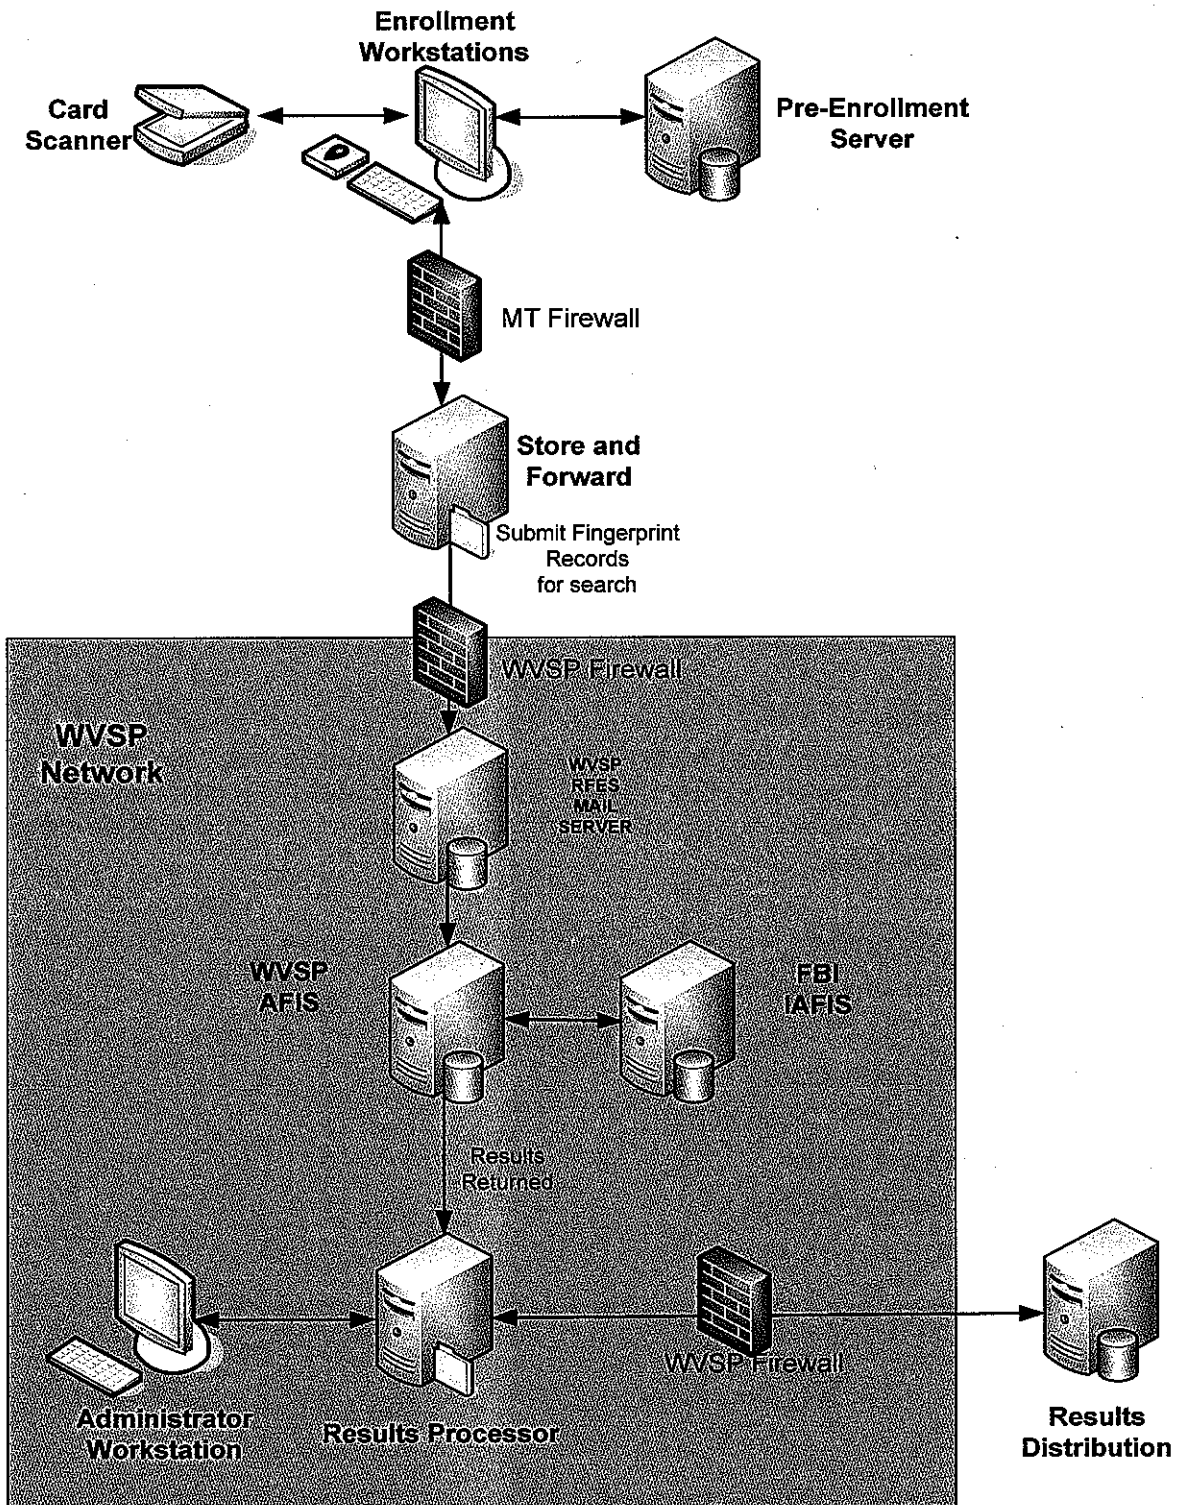 Enrollment
Workstations
Card
Scanner
Pre-Enrollment
Server
MT Firewall
Store and
Forward
Submit Fingerprint
Records
for search
WVSP Firewall
WVSP
Network
WVSP
RFES
MAIL
SERVER
WVSP
AFIS
FBI
IAFIS
Results
Returned
WVSP Firewall
Administrator
Workstation
Results Processor
Results
Distribution